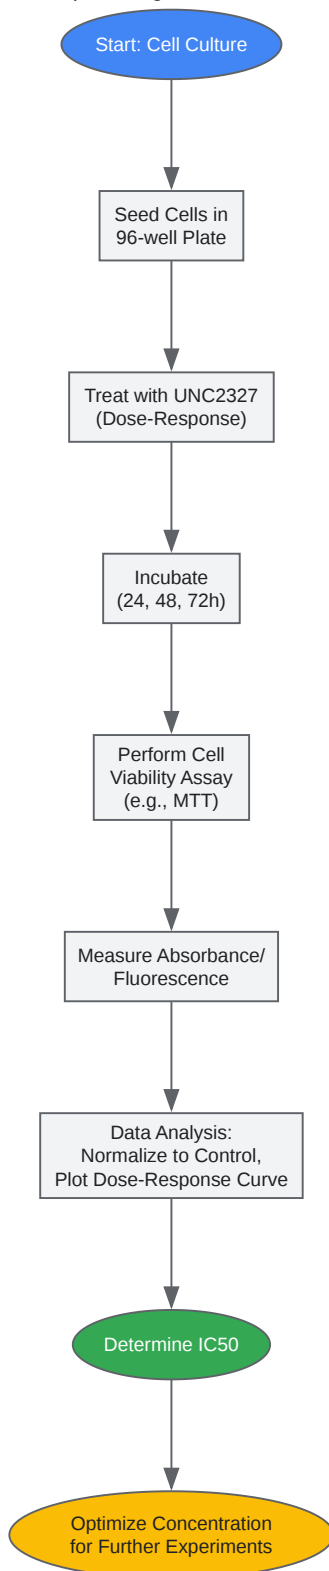 Start: Cell Culture
Seed Cells in
96-well Plate
Treat with UNC2327
(Dose-Response)
Incubate
(24, 48, 72h)
Perform Cell
Viability Assay
(e.g., MTT)
Measure Absorbance/
Fluorescence
Data Analysis:
Normalize to Control,
Plot Dose-Response Curve
Determine IC50
Optimize Concentration
for Further Experiments